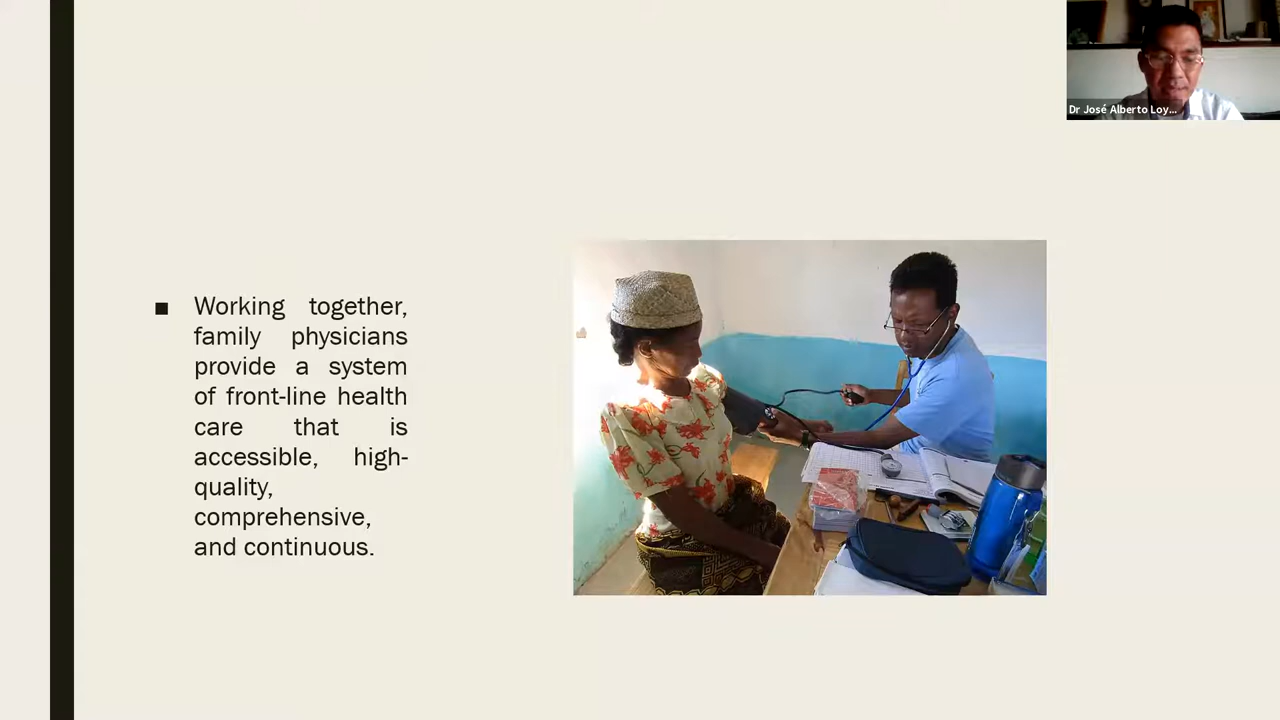 Dr José Alberto Loy...
Working together,
family physicians
provide a system
of front-line health
care that is
accessible, high-
quality,
comprehensive,
and continuous.